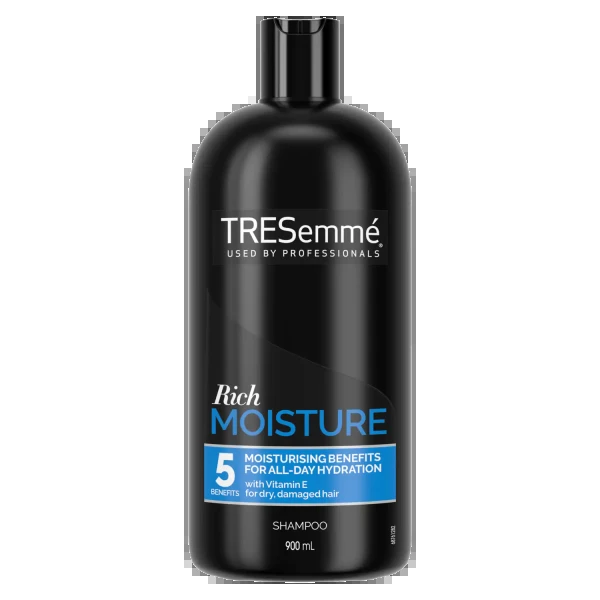 TRESemmé®
USED BY PROFESSIONALS
Rich
MOISTURE
5
BENEFITS
MOISTURISING BENEFITS
FOR ALL-DAY HYDRATION
with Vitamin E
for dry, damaged hair
SHAMPOO
900 mL